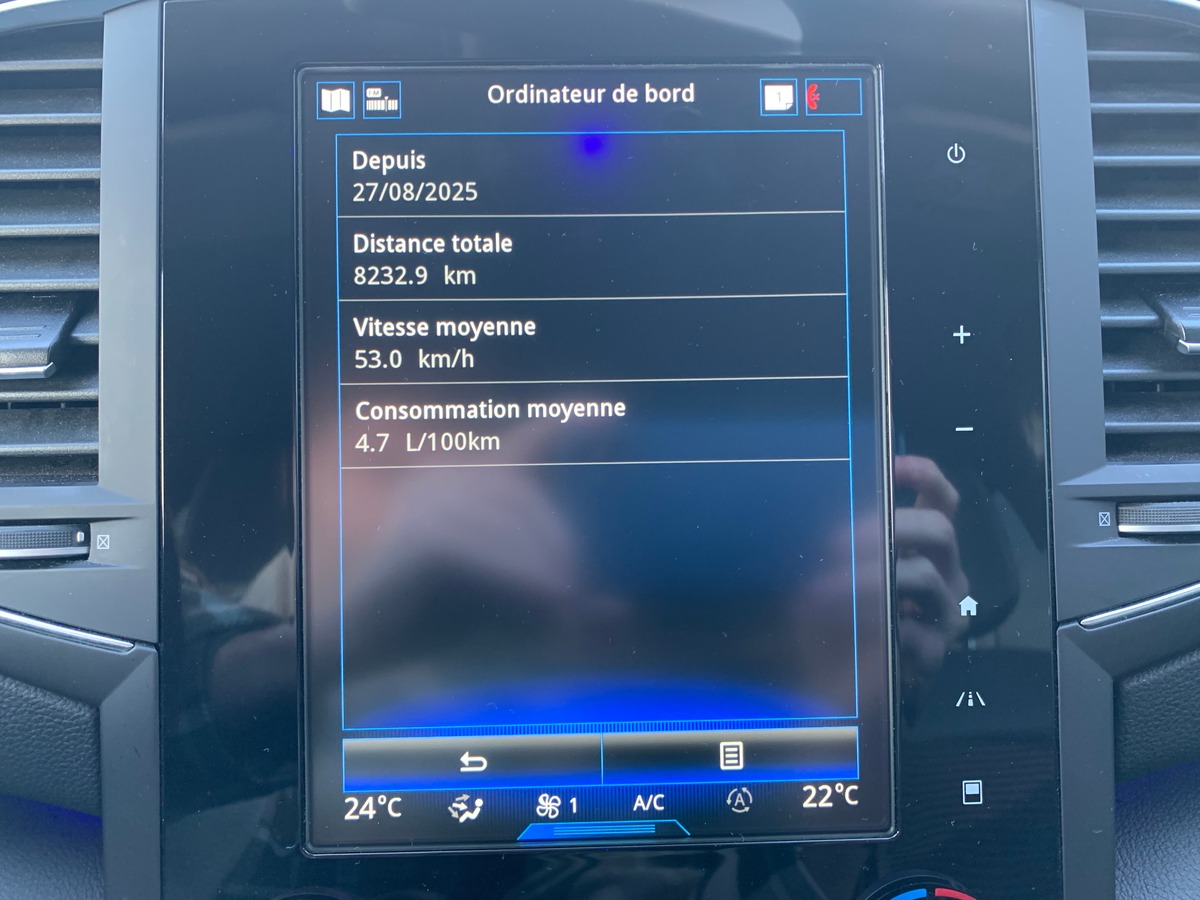 Ordinateur de bord
1
Depuis
27/08/2025
Distance totale
8232.9 km
Vitesse moyenne
53.0 km/h
Consommation moyenne
4.7 L/100km
24°C
1
A/C
A
22°C